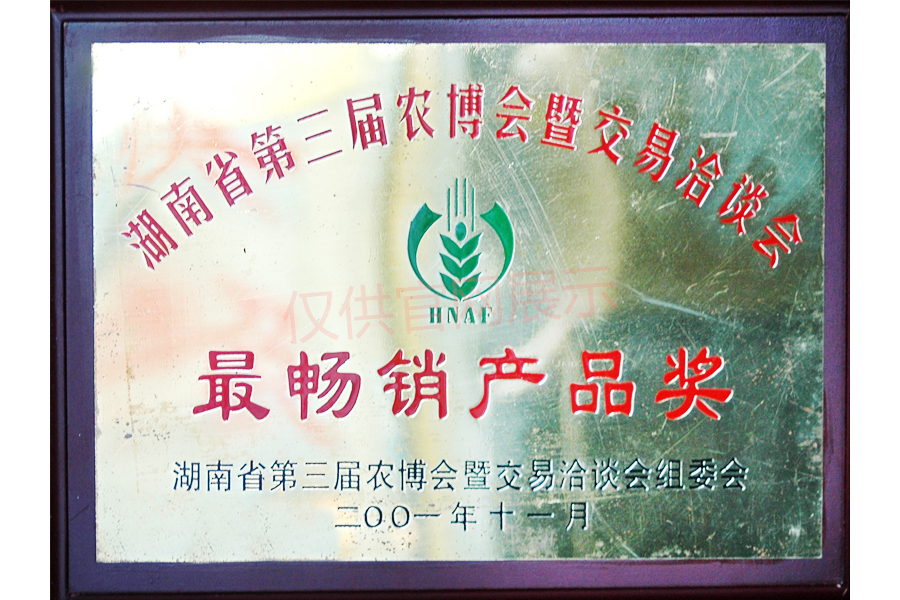 湖南省第三届农博会暨交易洽谈会
HNAF
仅供官网展示
最畅销产品奖
湖南省第三届农博会暨交易洽谈会组委会
二〇〇一年十一月